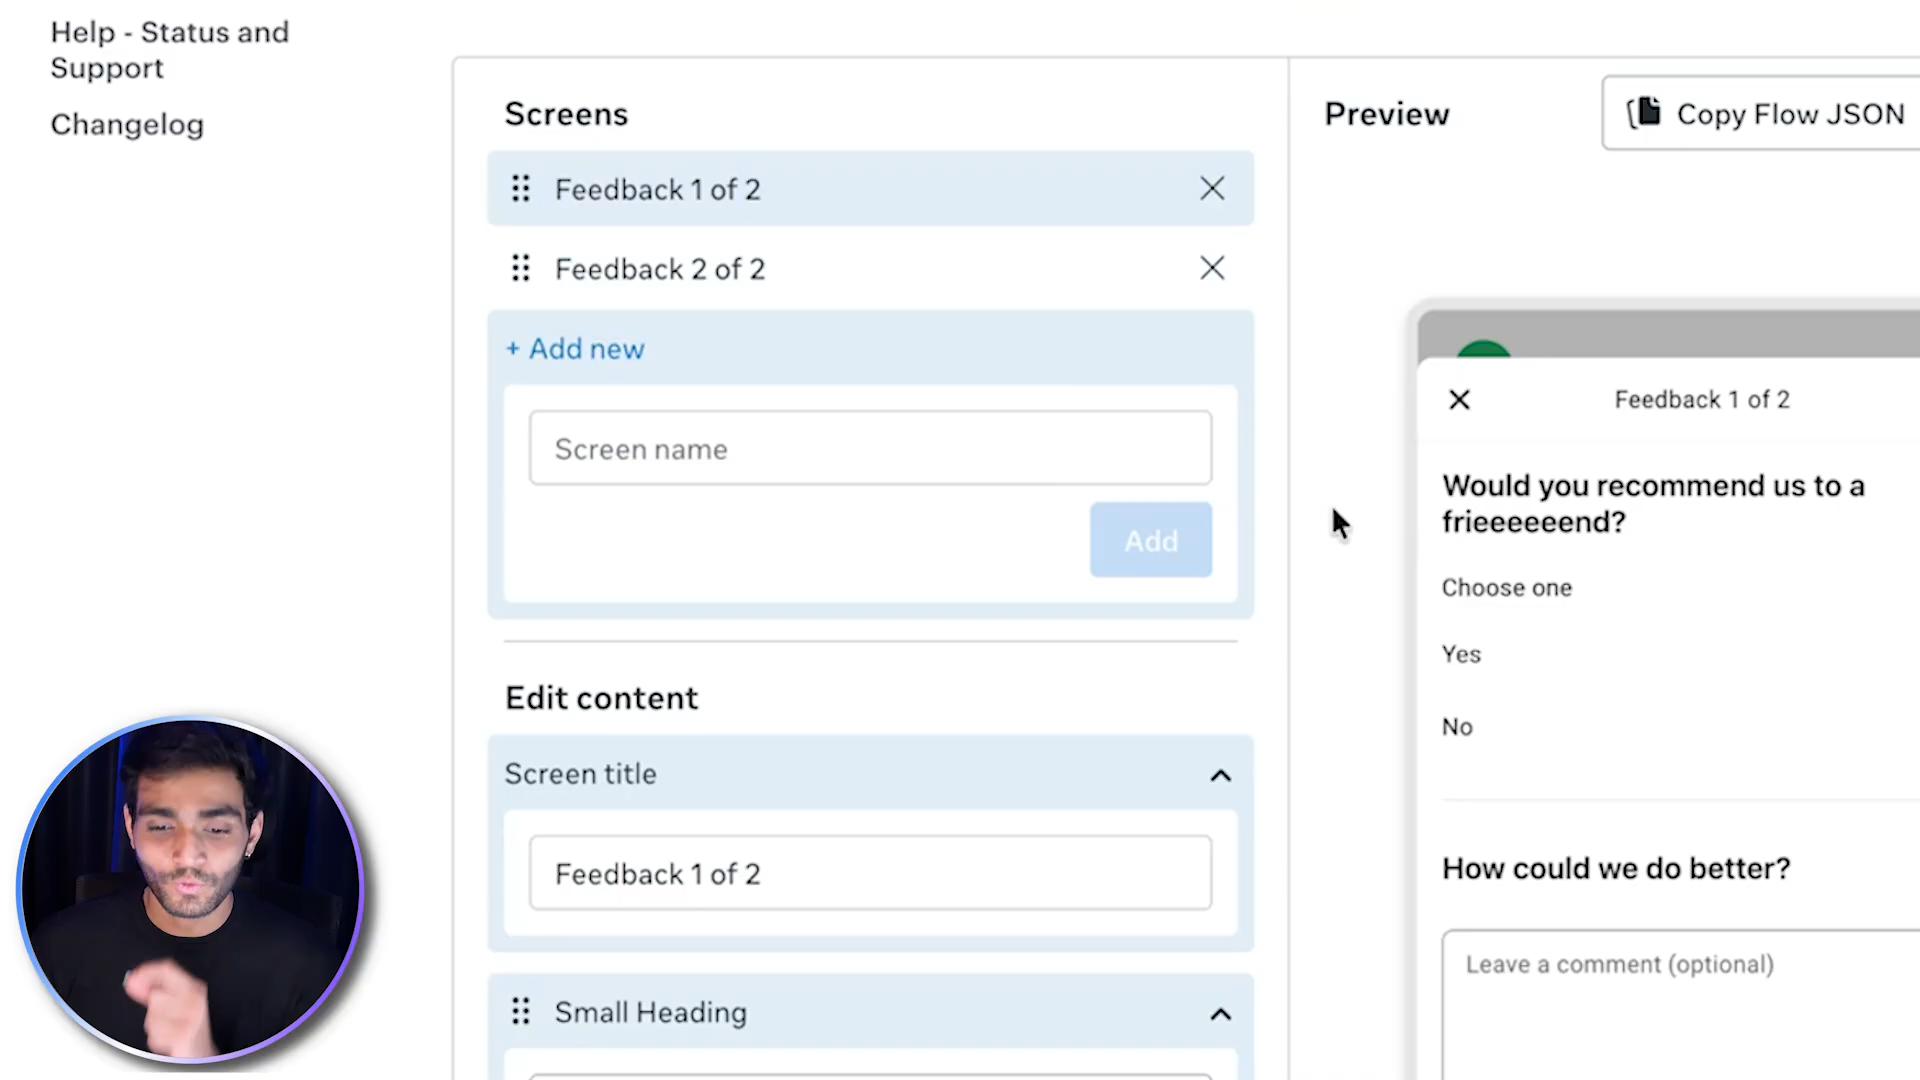 Help - Status and
Support
Changelog
Screens
Feedback 1 of 2
Feedback 2 of 2
+ Add new
Screen name
Add
Edit content
Screen title
Feedback 1 of 2
Small Heading
Preview
Copy Flow JSON
Feedback 1 of 2
Would you recommend us to a
frieeeeeend?
Choose one
Yes
No
How could we do better?
Leave a comment (optional)